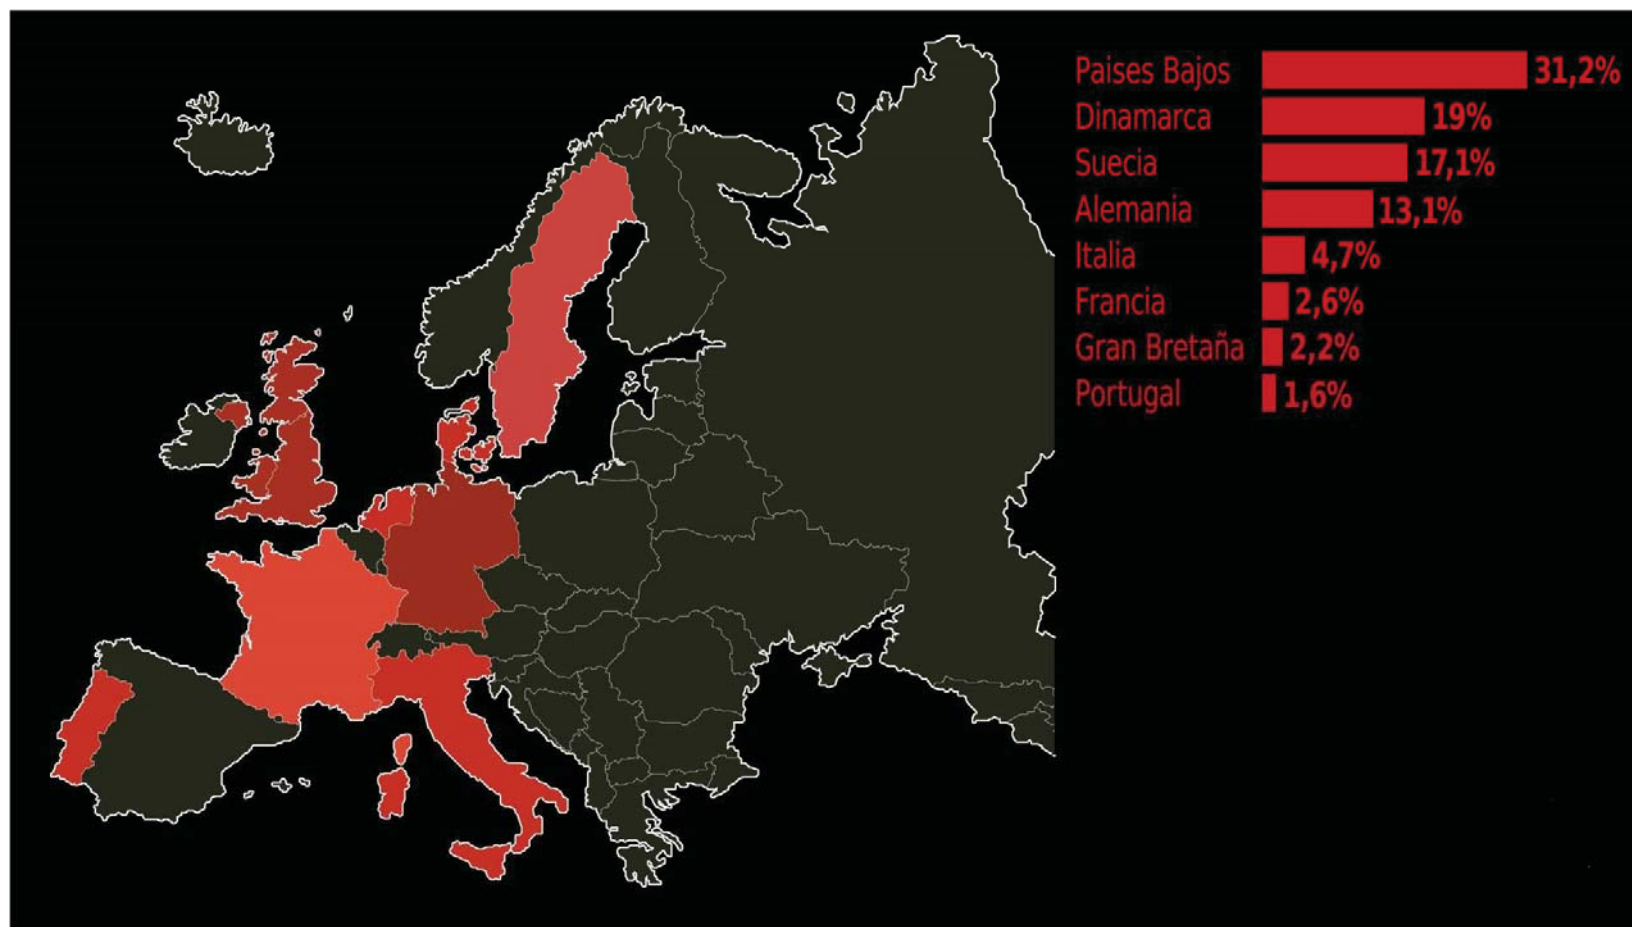 Paises Bajos 31,2%
Dinamarca 19%
Suecia 17,1%
Alemania 13,1%
Italia 4,7%
Francia 2,6%
Gran Bretaña 2,2%
Portugal 1,6%